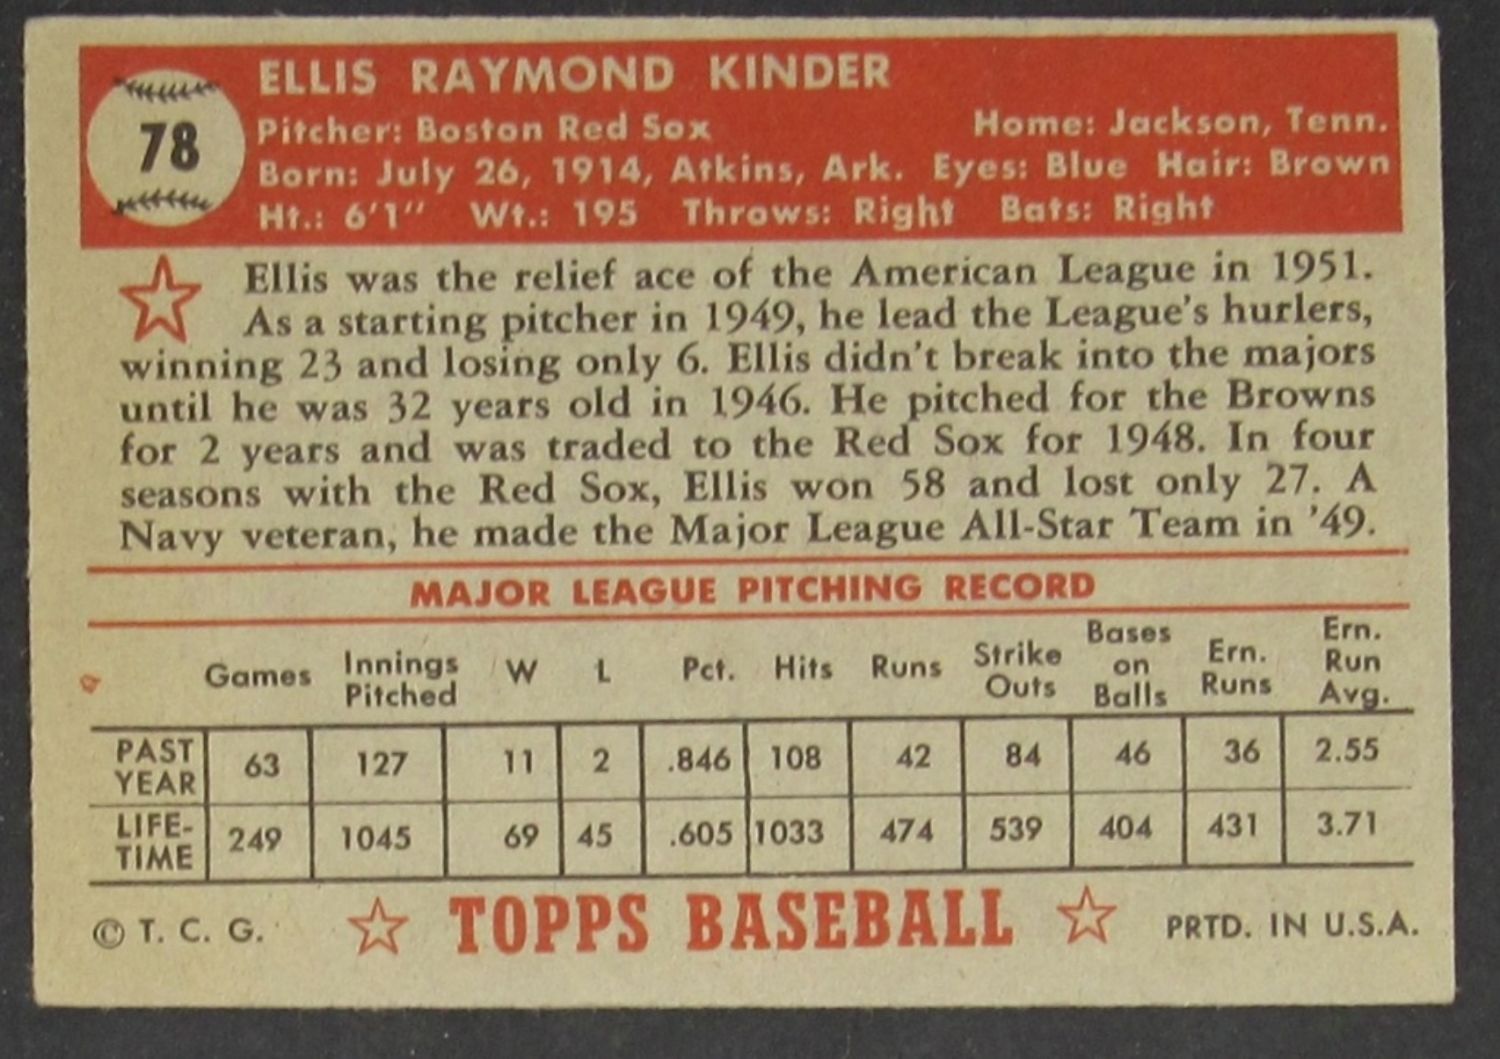 78
ELLIS RAYMOND KINDER
Pitcher: Boston Red Sox Home: Jackson, Tenn.
Born: July 26, 1914, Atkins, Ark. Eyes: Blue Hair: Brown
Ht.: 6'1" Wt.: 195 Throws: Right Bats: Right
Ellis was the relief ace of the American League in 1951.
As a starting pitcher in 1949, he lead the League's hurlers,
winning 23 and losing only 6. Ellis didn't break into the majors
until he was 32 years old in 1946. He pitched for the Browns
for 2 years and was traded to the Red Sox for 1948. In four
seasons with the Red Sox, Ellis won 58 and lost only 27. A
Navy veteran, he made the Major League All-Star Team in '49.
MAJOR LEAGUE PITCHING RECORD
Games Innings Pitched W L Pct. Hits Runs Strike Outs Bases on Balls Ern. Runs Ern. Run Avg.
PAST YEAR 63 127 11 2 .846 108 42 84 46 36 2.55
LIFE-TIME 249 1045 69 45 .605 1033 474 539 404 431 3.71
© T. C. G. TOPPS BASEBALL PRTD. IN U.S.A.